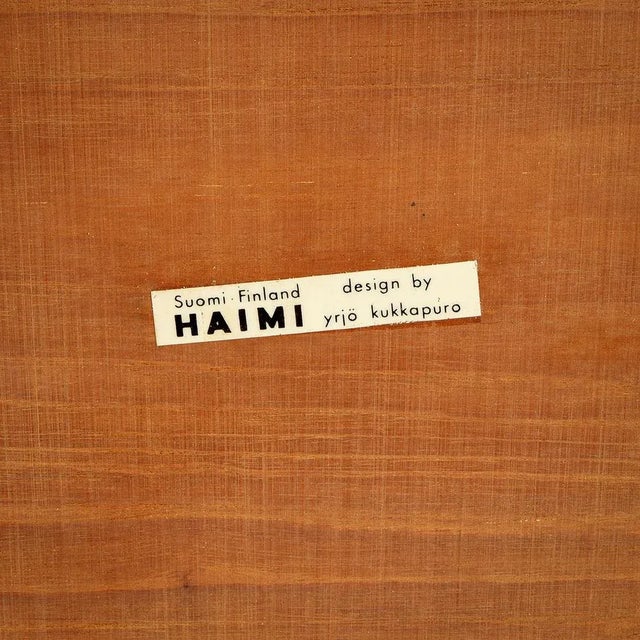 Suomi · Finland
HAIMI
design by
yrjö kukkapuro